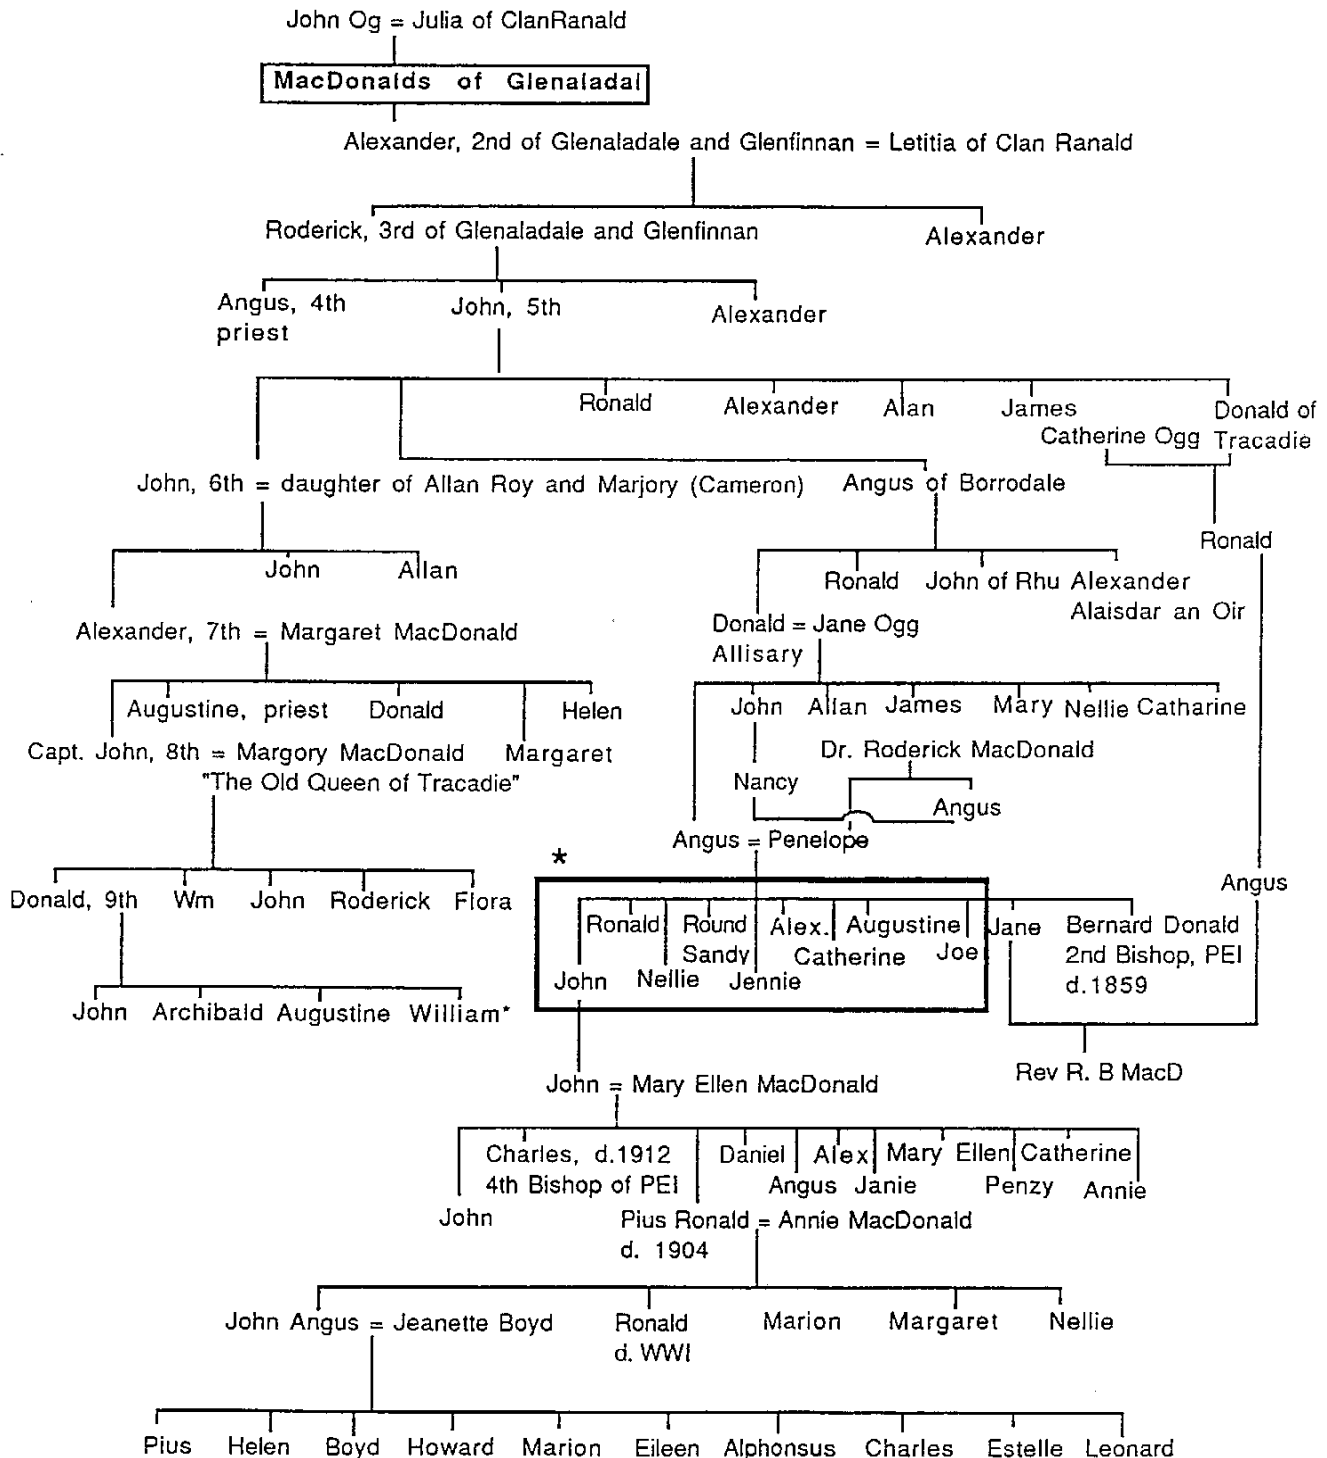 John Og = Julia of ClanRanald
MacDonalds of Glenaladal
Alexander, 2nd of Glenaladale and Glenfinnan = Letitia of Clan Ranald
Roderick, 3rd of Glenaladale and Glenfinnan
Alexander
Angus, 4th
priest
John, 5th
Alexander
Ronald
Alexander
Alan
James
Donald of
Tracadie
Catherine Ogg
John, 6th = daughter of Allan Roy and Marjory (Cameron)
Angus of Borrodale
Ronald
John
Allan
Ronald
John of Rhu
Alexander
Alaisdar an Oir
Alexander, 7th = Margaret MacDonald
Donald = Jane Ogg
Allisary
Augustine, priest
Donald
Helen
John
Allan
James
Mary
Nellie
Catharine
Capt. John, 8th = Margory MacDonald
"The Old Queen of Tracadie"
Margaret
Dr. Roderick MacDonald
Nancy
Angus
Angus = Penelope
*
Donald, 9th
Wm
John
Roderick
Flora
Angus
Ronald
Round
Sandy
Alex.
Augustine
Jane
Bernard Donald
2nd Bishop, PEI
d.1859
Catherine
Joe
John
Nellie
Jennie
John
Archibald
Augustine
William*
Rev R. B MacD
John = Mary Ellen MacDonald
Charles, d.1912
4th Bishop of PEI
Daniel
Alex
Mary Ellen
Catherine
Angus
Janie
Penzy
Annie
John
Pius Ronald = Annie MacDonald
d. 1904
John Angus = Jeanette Boyd
Ronald
d. WWI
Marion
Margaret
Nellie
Pius
Helen
Boyd
Howard
Marion
Eileen
Alphonsus
Charles
Estelle
Leonard